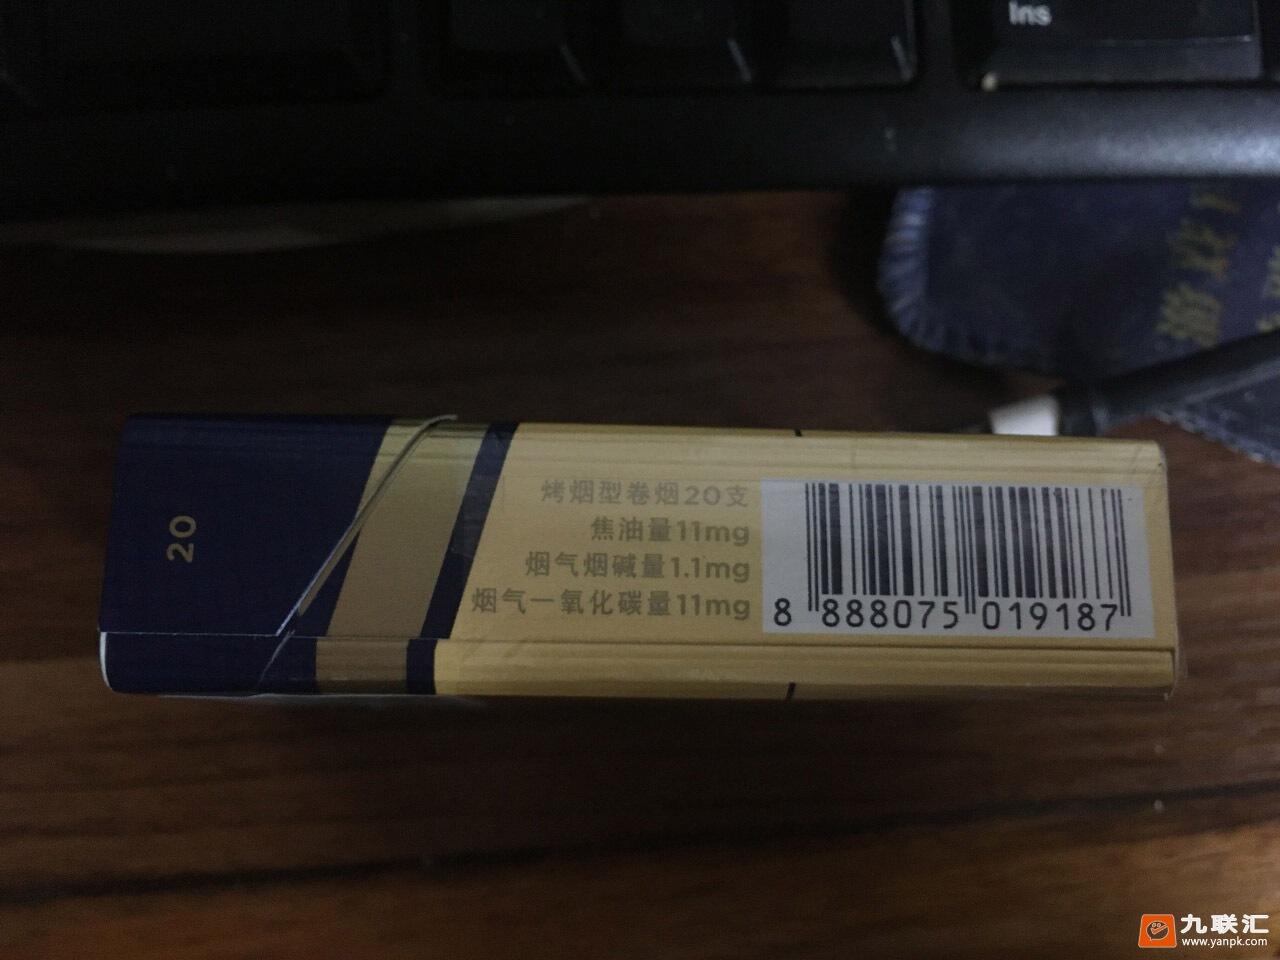 Ins
20
烤烟型卷烟20支
焦油量11mg
烟气烟碱量1.1mg
烟气一氧化碳量11mg
8 888075 019187
九联汇
www.yanpk.com